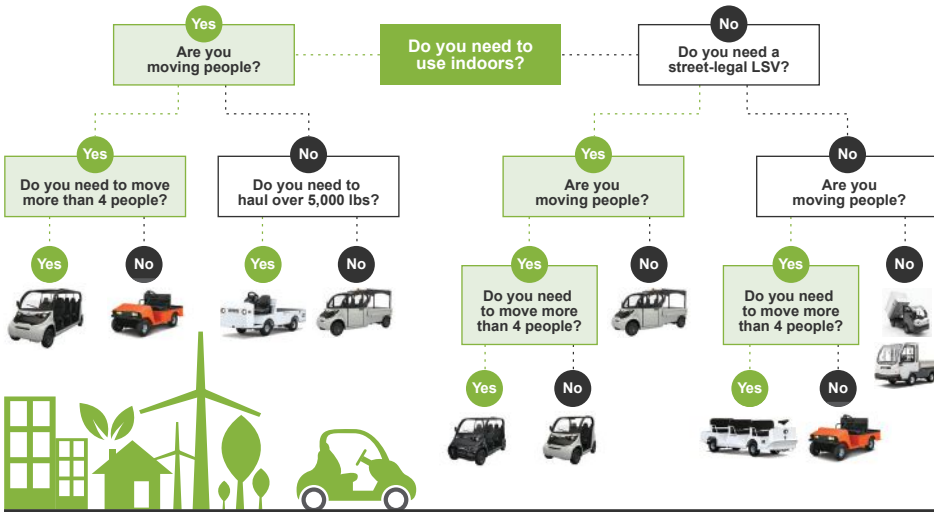 Yes
Are you
moving people?
Do you need to
use indoors?
No
Do you need a
street-legal LSV?
Yes
Do you need to move
more than 4 people?
No
Do you need to
haul over 5,000 lbs?
Yes
Are you
moving people?
No
Are you
moving people?
Yes
No
Yes
No
Yes
Do you need
to move more
than 4 people?
No
Yes
Do you need
to move more
than 4 people?
No
Yes
No
Yes
No